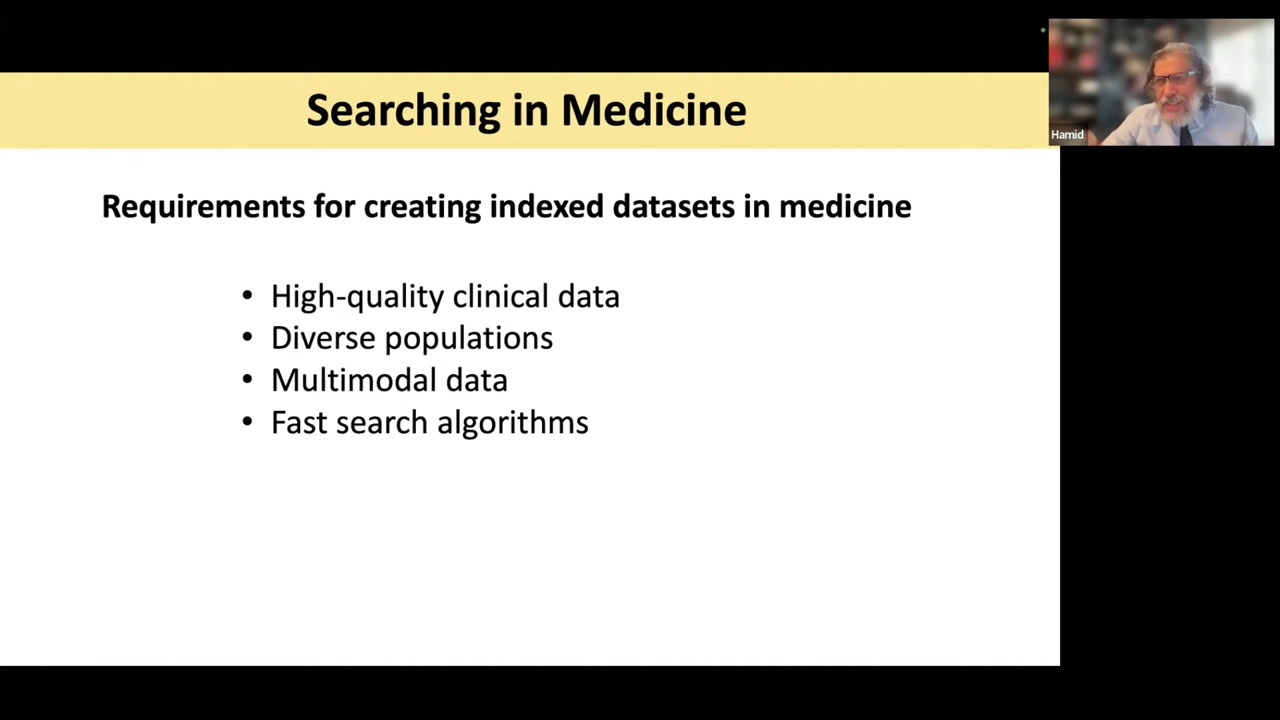 Searching in Medicine
Hamid
Requirements for creating indexed datasets in medicine
• High-quality clinical data
• Diverse populations
• Multimodal data
• Fast search algorithms